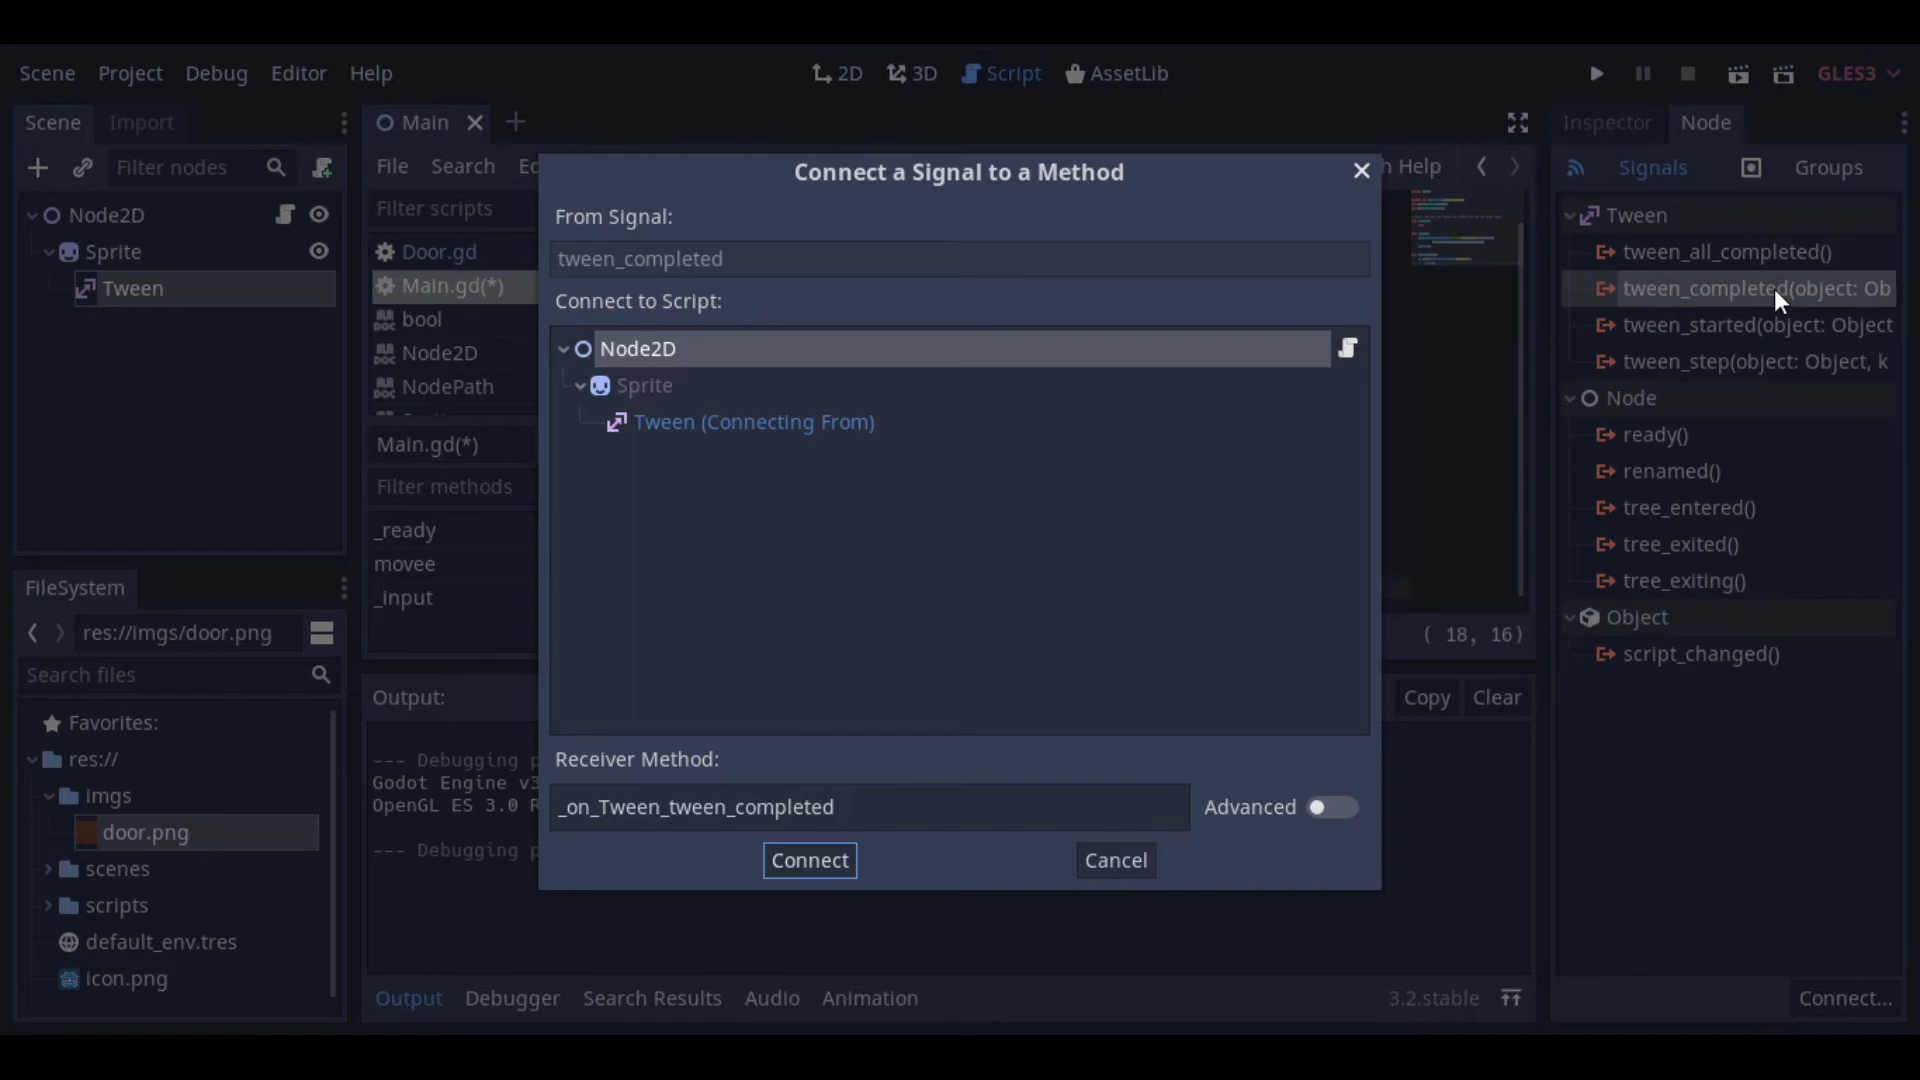 Scene Project Debug Editor Help
2D 3D Script AssetLib
GLES3
Scene Import
Filter nodes
Node2D
Sprite
Tween
Main
File Search Ed
h Help
Filter scripts
Door.gd
Main.gd(*)
bool
Node2D
NodePath
Main.gd(*)
Filter methods
_ready
movee
_input
Connect a Signal to a Method
From Signal:
tween_completed
Connect to Script:
Node2D
Sprite
Tween (Connecting From)
Receiver Method:
_on_Tween_tween_completed
Advanced
Connect Cancel
( 18, 16)
Inspector Node
Signals Groups
Tween
tween_all_completed()
tween_completed(object: Ob
tween_started(object: Object
tween_step(object: Object, k
Node
ready()
renamed()
tree_entered()
tree_exited()
tree_exiting()
Object
script_changed()
Connect...
FileSystem
res://imgs/door.png
Search files
Favorites:
res://
imgs
door.png
scenes
scripts
default_env.tres
icon.png
Output:
Copy Clear
--- Debugging p
Godot Engine v3
OpenGL ES 3.0 R
--- Debugging p
Output Debugger Search Results Audio Animation
3.2.stable